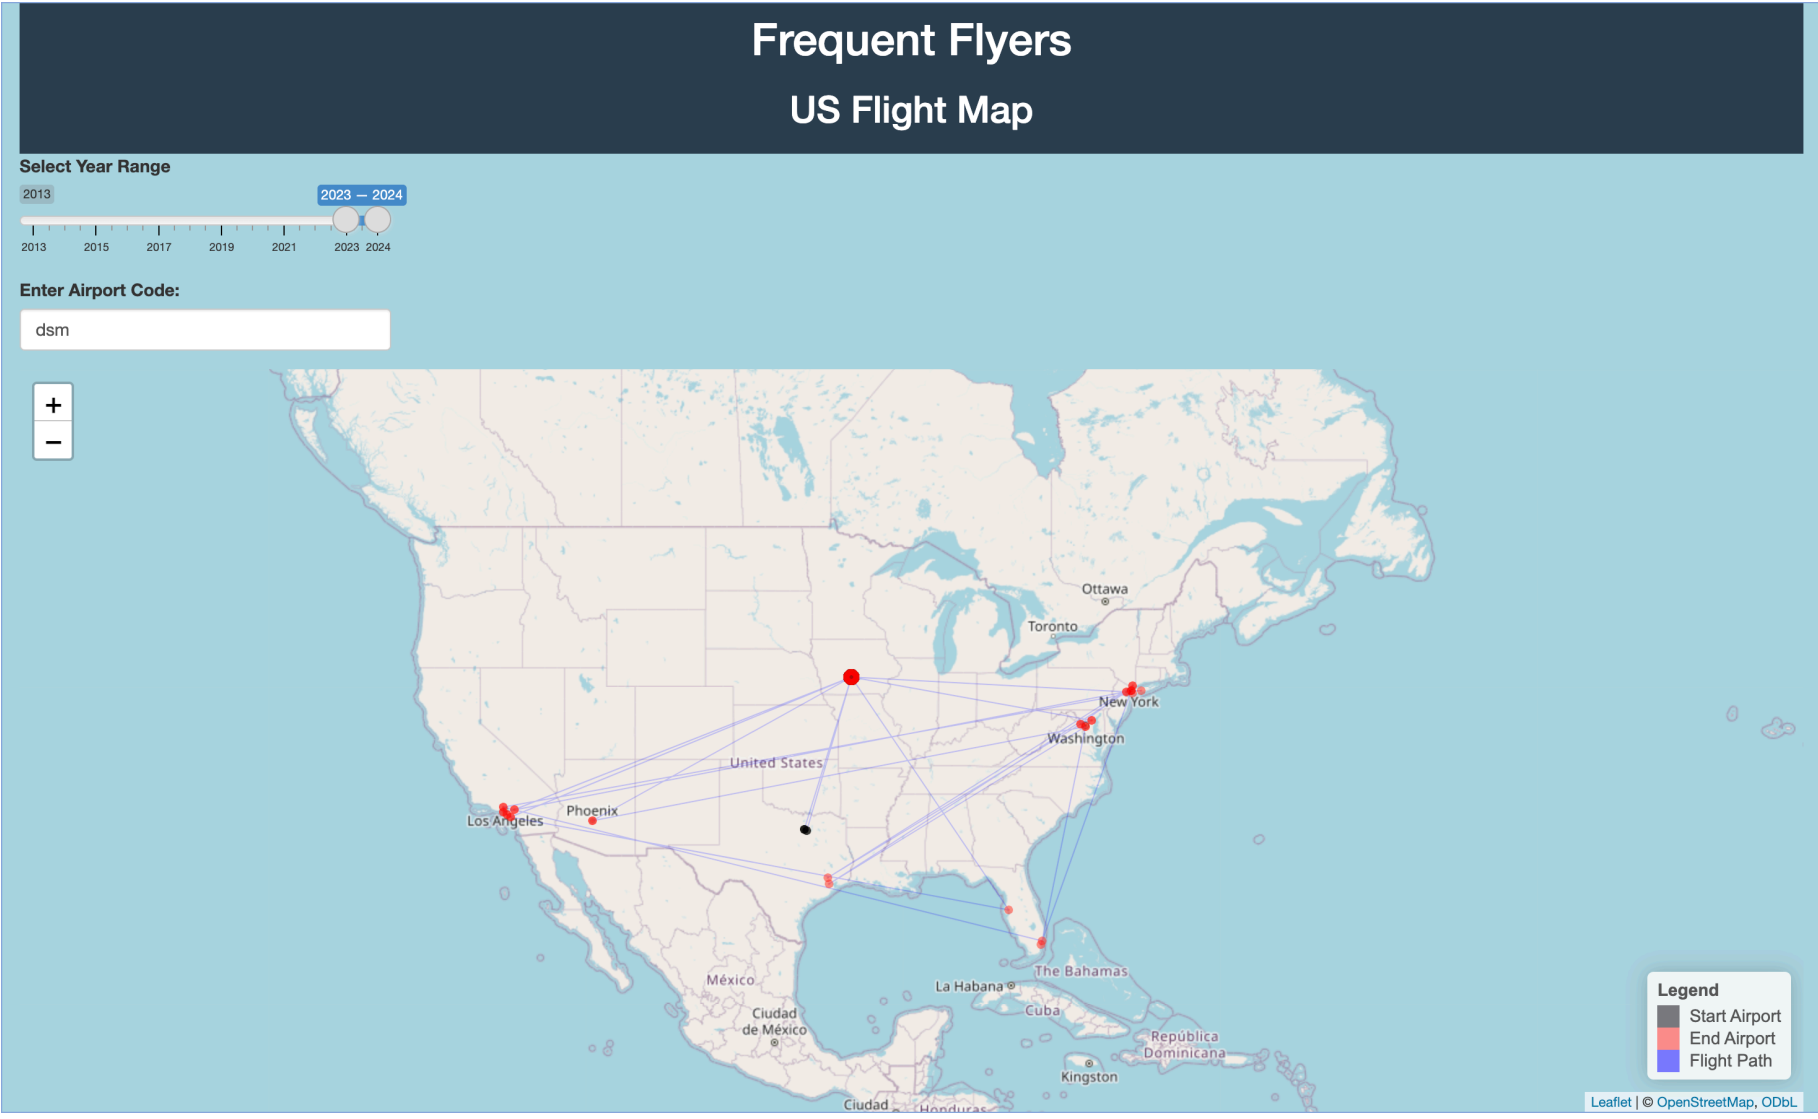 Frequent Flyers
US Flight Map
Select Year Range
2013
2023 — 2024
2013 2015 2017 2019 2021 2023 2024
Enter Airport Code:
dsm
+
−
Ottawa
Toronto
New York
Washington
United States
Phoenix
Los Angeles
The Bahamas
México
La Habana
Cuba
Ciudad
de México
República
Dominicana
Kingston
Ciudad
Honduras
Legend
Start Airport
End Airport
Flight Path
Leaflet | © OpenStreetMap, ODbL